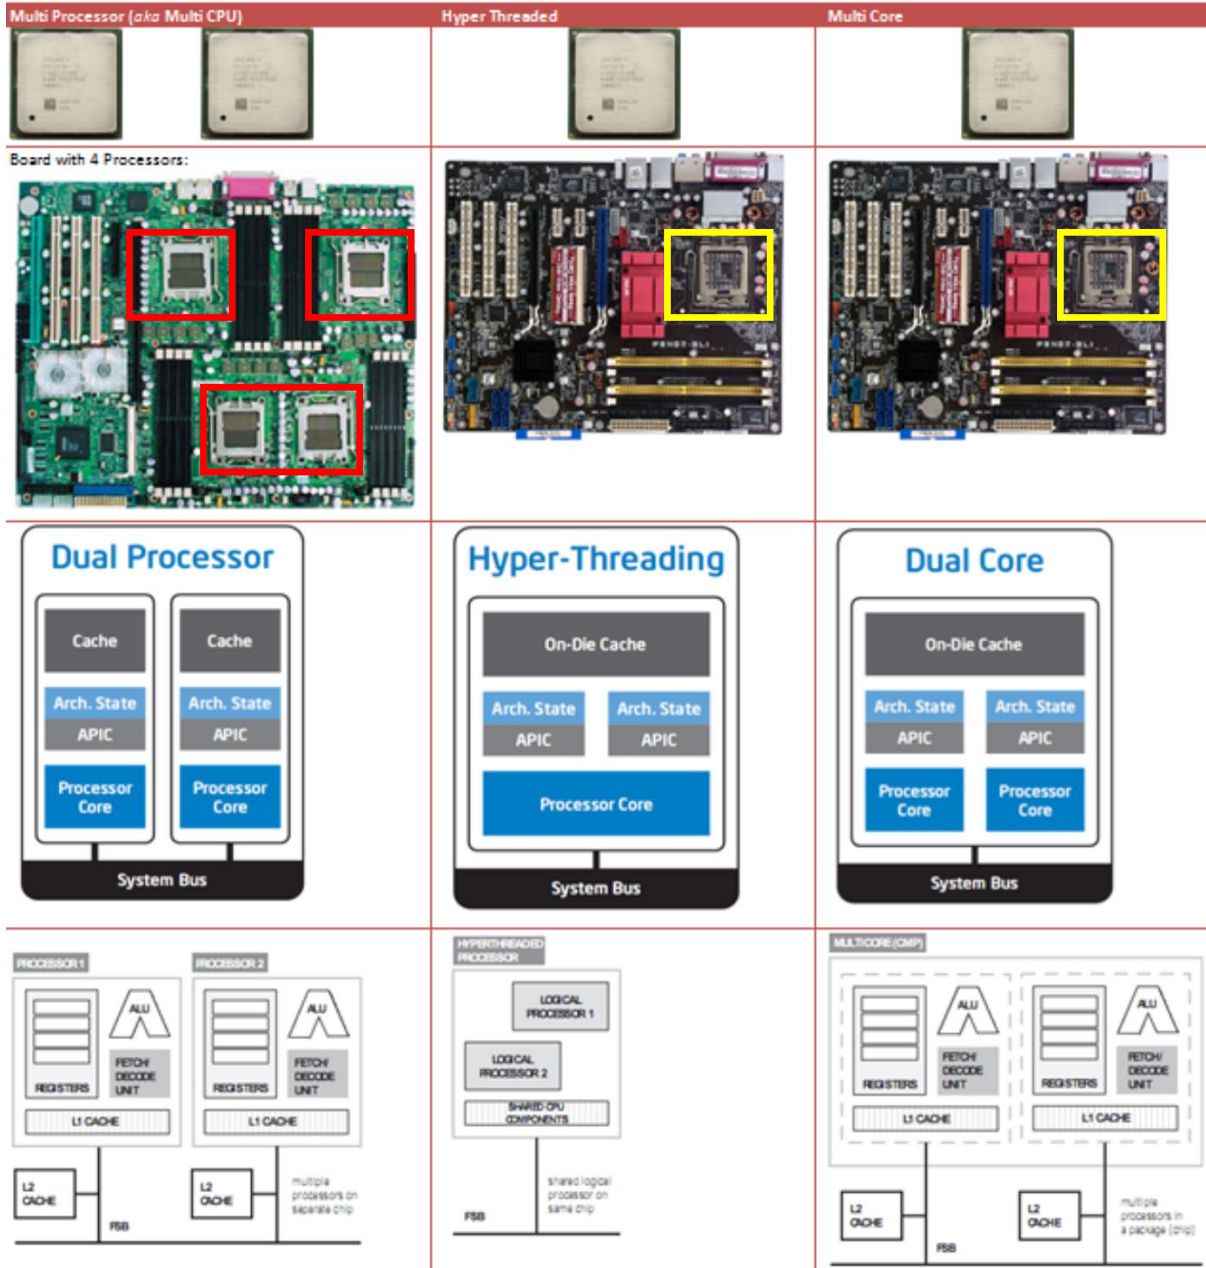 Multi Processor (aka Multi CPU)
Hyper Threaded
Multi Core
Board with 4 Processors:
P5N07-SLI
P5N07-SLI
Dual Processor
Cache
Cache
Arch. State
Arch. State
APIC
APIC
Processor
Core
Processor
Core
System Bus
Hyper-Threading
On-Die Cache
Arch. State
Arch. State
APIC
APIC
Processor Core
System Bus
Dual Core
On-Die Cache
Arch. State
Arch. State
APIC
APIC
Processor
Core
Processor
Core
System Bus
PROCESSOR 1
PROCESSOR 2
ALU
ALU
FETCH/
DECODE
UNIT
FETCH/
DECODE
UNIT
REGISTERS
REGISTERS
L1 CACHE
L1 CACHE
L2
CACHE
L2
CACHE
multiple
processors on
separate chip
FSB
HYPERTHREADED
PROCESSOR
LOGICAL
PROCESSOR 1
LOGICAL
PROCESSOR 2
SHARED CPU
COMPONENTS
shared logical
processor on
same chip
FSB
MULTICORE (CMP)
ALU
ALU
FETCH/
DECODE
UNIT
FETCH/
DECODE
UNIT
REGISTERS
REGISTERS
L1 CACHE
L1 CACHE
L2
CACHE
L2
CACHE
multiple
processors in
a package (chip)
FSB